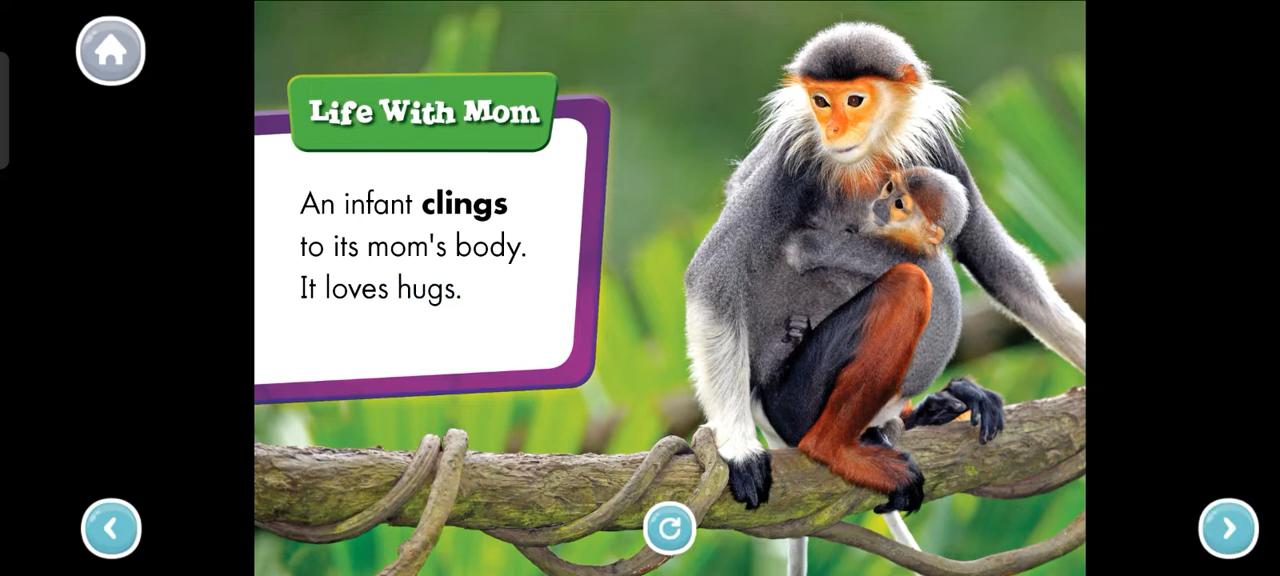 Life With Mom
An infant clings
to its mom's body.
It loves hugs.